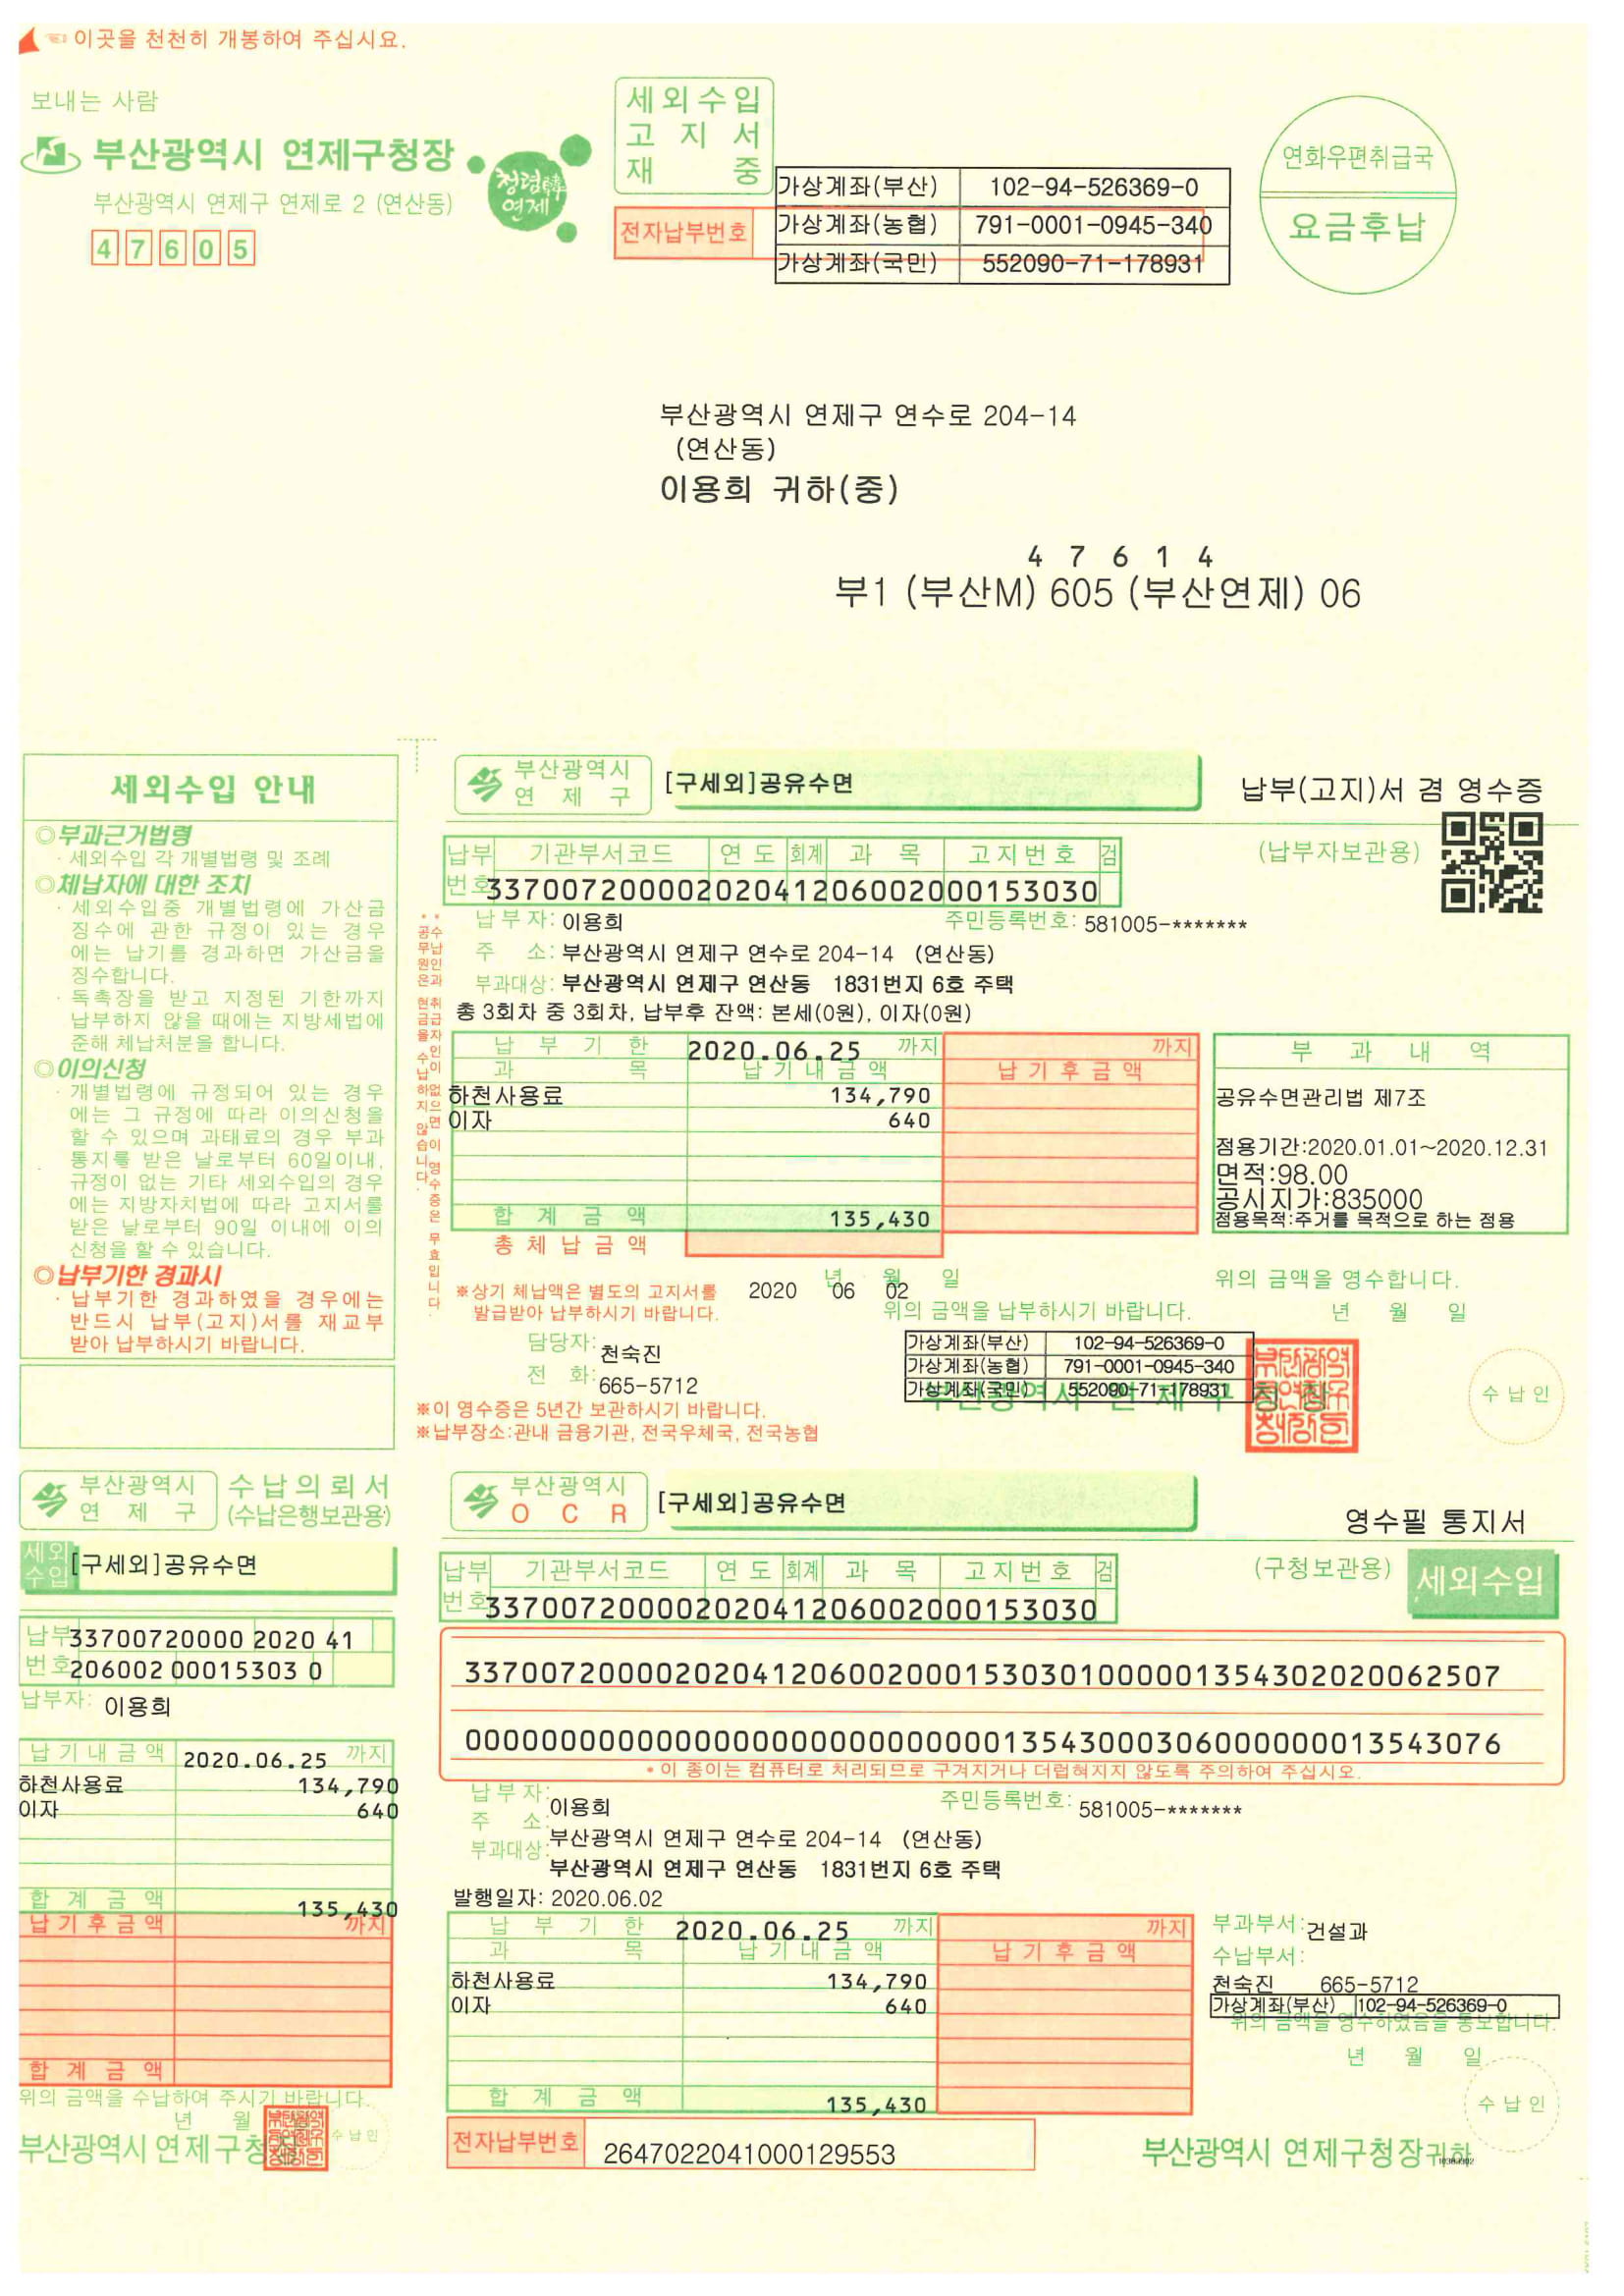 이곳을 천천히 개봉하여 주십시요.
보내는 사람
부산광역시 연제구청장
부산광역시 연제구 연제로 2 (연산동)
47605
청렴
연제
세외수입
고지서
재중
전자납부번호
가상계좌(부산) 102-94-526369-0
가상계좌(농협) 791-0001-0945-340
가상계좌(국민) 552090-71-178931
연화우편취급국
요금후납
부산광역시 연제구 연수로 204-14
(연산동)
이용희 귀하(중)
4 7 6 1 4
부1 (부산M) 605 (부산연제) 06
세외수입 안내
◎부과근거법령
· 세외수입 각 개별법령 및 조례
◎체납자에 대한 조치
· 세외수입중 개별법령에 가산금
징수에 관한 규정이 있는 경우
에는 납기를 경과하면 가산금을
징수합니다.
· 독촉장을 받고 지정된 기한까지
납부하지 않을 때에는 지방세법에
준해 체납처분을 합니다.
◎이의신청
· 개별법령에 규정되어 있는 경우
에는 그 규정에 따라 이의신청을
할 수 있으며 과태료의 경우 부과
통지를 받은 날로부터 60일이내,
규정이 없는 기타 세외수입의 경우
에는 지방자치법에 따라 고지서를
받은 날로부터 90일 이내에 이의
신청을 할 수 있습니다.
◎납부기한 경과시
· 납부기한 경과하였을 경우에는
반드시 납부(고지)서를 재교부
받아 납부하시기 바랍니다.
* 수납인과 취급자인이 없으면 이 영수증은 무효입니다.
* 공무원은 현금을 수납하지 않습니다.
부산광역시
연제구
[구세외]공유수면
납부(고지)서 겸 영수증
(납부자보관용)
납부번호 기관부서코드 연도 회계 과목 고지번호 검
3370072000020204120600200015303​0
납부자: 이용희 주민등록번호: 581005-*******
주 소: 부산광역시 연제구 연수로 204-14 (연산동)
부과대상: 부산광역시 연제구 연산동 1831번지 6호 주택
총 3회차 중 3회차, 납부후 잔액: 본세(0원), 이자(0원)
납부기한 2020.06.25 까지 까지
과목 납기내금액 납기후금액
하천사용료 134,790
이자 640
합계금액 135,430
총체납금액
부과내역
공유수면관리법 제7조
점용기간:2020.01.01~2020.12.31
면적:98.00
공시지가:835000
점용목적:주거를 목적으로 하는 점용
※상기 체납액은 별도의 고지서를
발급받아 납부하시기 바랍니다.
2020 년 06 월 02 일
위의 금액을 납부하시기 바랍니다.
위의 금액을 영수합니다.
년 월 일
담당자: 천숙진
전 화: 665-5712
가상계좌(부산) 102-94-526369-0
가상계좌(농협) 791-0001-0945-340
가상계좌(국민) 552090-71-178931
부산광역시 연제구청장
수납인
※이 영수증은 5년간 보관하시기 바랍니다.
※납부장소:관내 금융기관, 전국우체국, 전국농협
부산광역시
연제구
수납의뢰서
(수납은행보관용)
세외수입
[구세외]공유수면
납부번호
33700720000 2020 41
206002 00015303 0
납부자: 이용희
납기내금액 2020.06.25 까지
하천사용료 134,790
이자 640
합계금액 135,430
납기후금액 까지
합계금액
위의 금액을 수납하여 주시기 바랍니다.
년 월
부산광역시 연제구청장
수납인
부산광역시
OCR
[구세외]공유수면
영수필 통지서
(구청보관용)
세외수입
납부번호 기관부서코드 연도 회계 과목 고지번호 검
33700720000202041206002000153030
337007200002020412060020001530301000001354302020062507
000000000000000000000000000001354300030600000001​3543076
* 이 종이는 컴퓨터로 처리되므로 구겨지거나 더럽혀지지 않도록 주의하여 주십시오.
납부자: 이용희 주민등록번호: 581005-*******
주 소: 부산광역시 연제구 연수로 204-14 (연산동)
부과대상: 부산광역시 연제구 연산동 1831번지 6호 주택
발행일자: 2020.06.02
납부기한 2020.06.25 까지 까지
과목 납기내금액 납기후금액
하천사용료 134,790
이자 640
합계금액 135,430
부과부서: 건설과
수납부서:
천숙진 665-5712
가상계좌(부산) 102-94-526369-0
위의 금액을 영수하였음을 통보합니다.
년 월 일
수납인
전자납부번호 2647022041000129553
부산광역시 연제구청장귀하